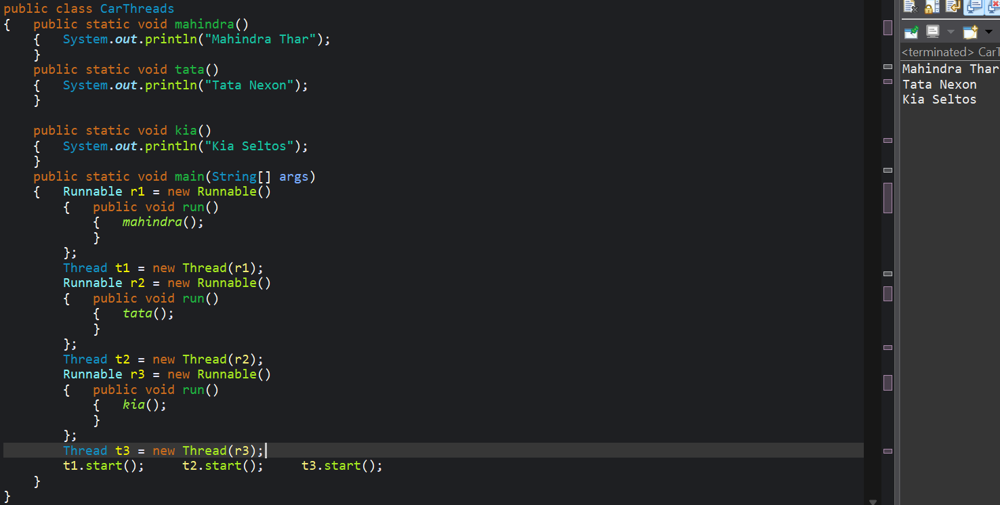 public class CarThreads
{   public static void mahindra()
    {   System.out.println("Mahindra Thar");
    }
    public static void tata()
    {   System.out.println("Tata Nexon");
    }

    public static void kia()
    {   System.out.println("Kia Seltos");
    }
    public static void main(String[] args)
    {   Runnable r1 = new Runnable()
        {   public void run()
            {   mahindra();
            }
        };
        Thread t1 = new Thread(r1);
        Runnable r2 = new Runnable()
        {   public void run()
            {   tata();
            }
        };
        Thread t2 = new Thread(r2);
        Runnable r3 = new Runnable()
        {   public void run()
            {   kia();
            }
        };
        Thread t3 = new Thread(r3);
        t1.start();     t2.start();     t3.start();
    }
}
<terminated> CarT
Mahindra Thar
Tata Nexon
Kia Seltos